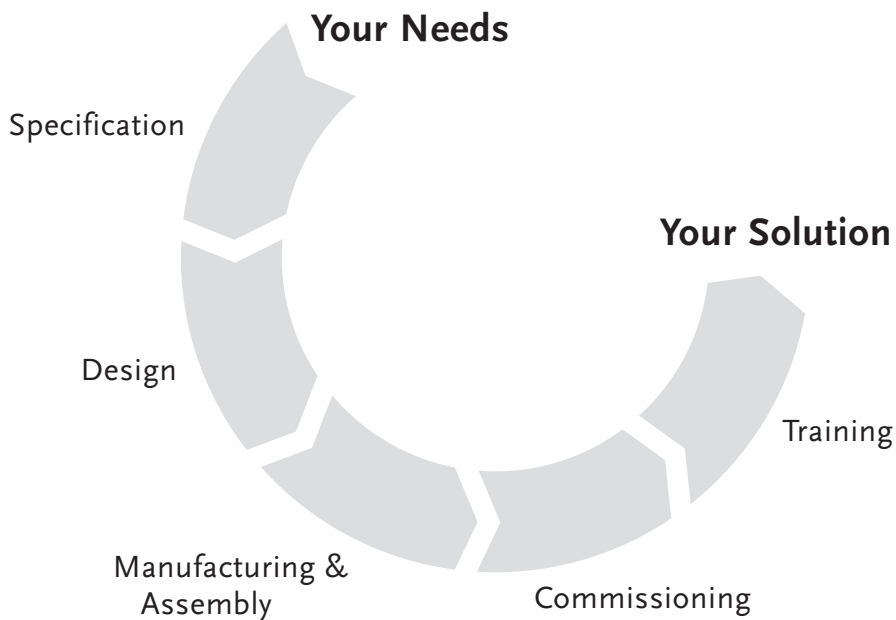 Your Needs
Specification
Design
Manufacturing &
Assembly
Commissioning
Training
Your Solution